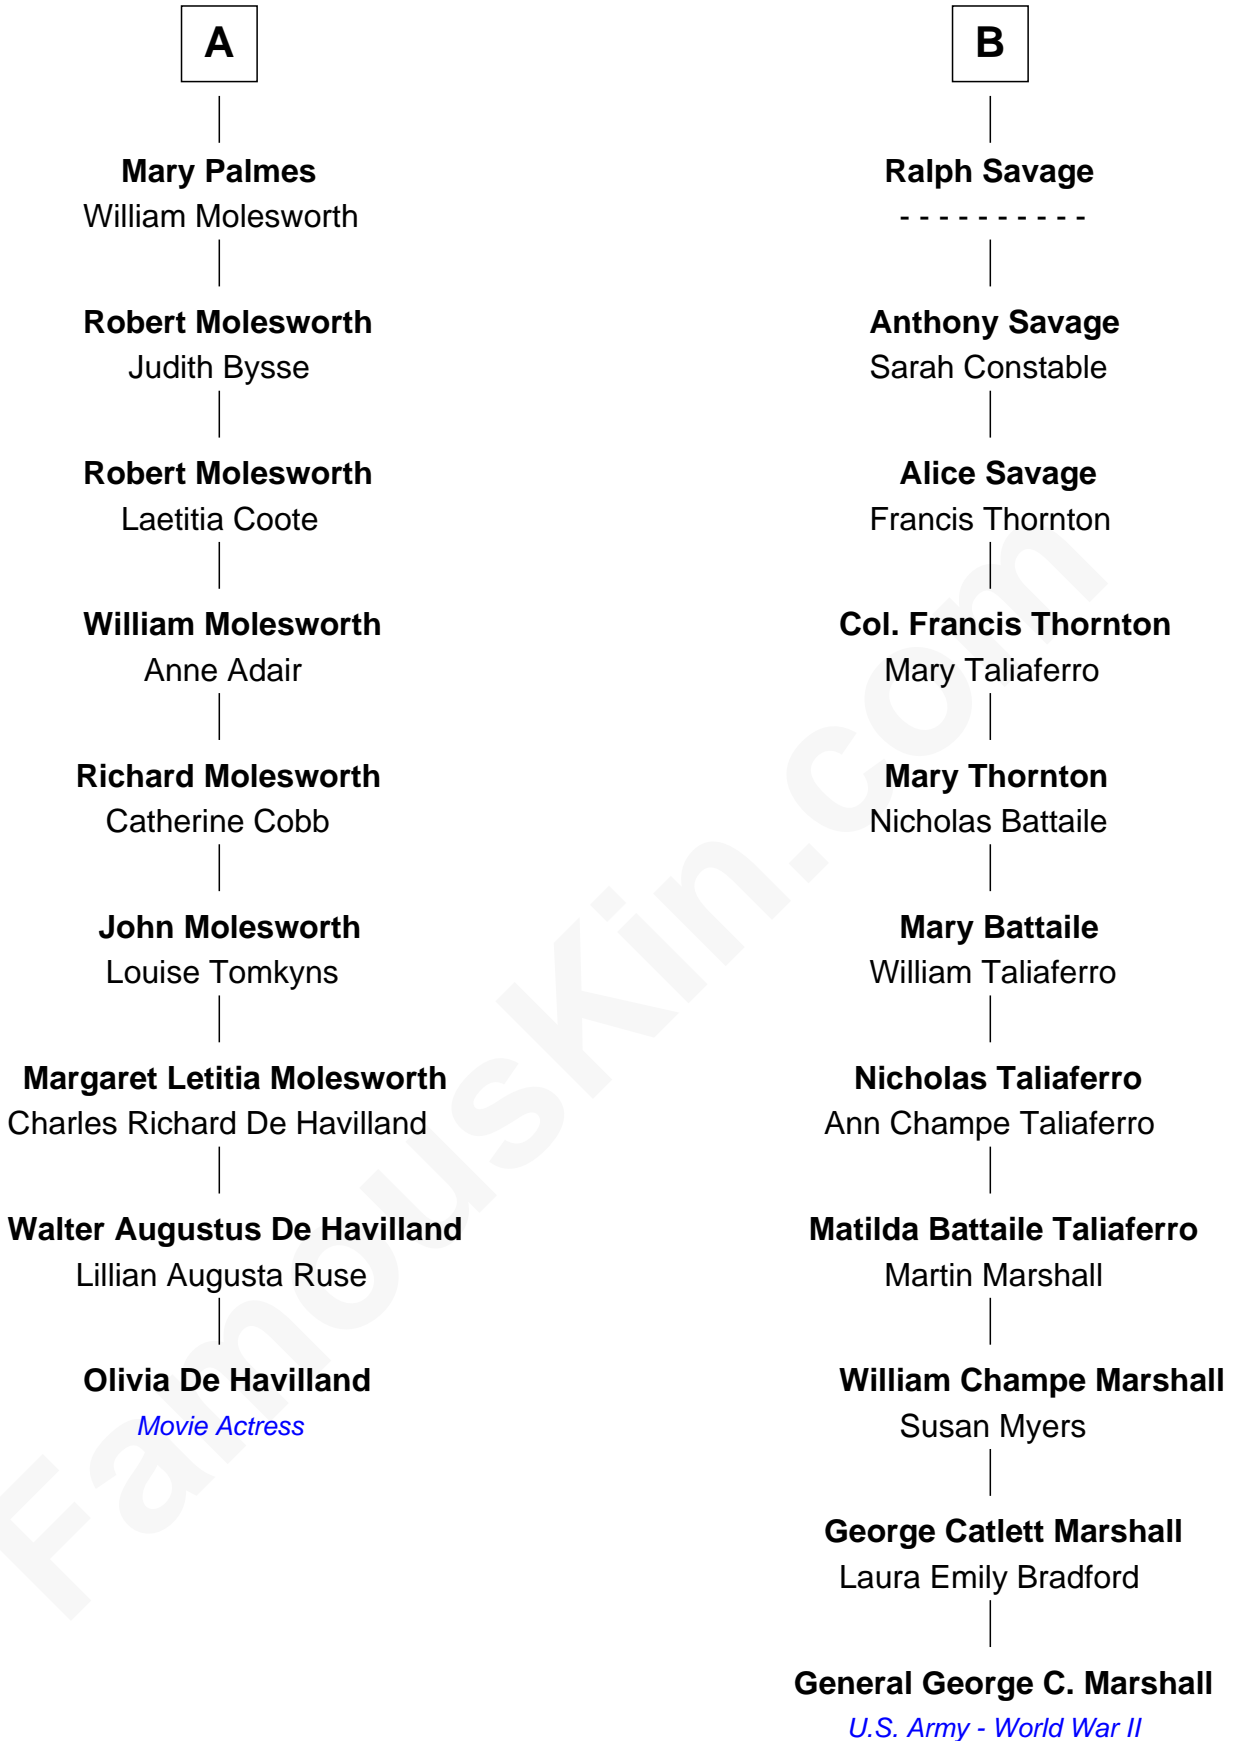 A
Mary Palmes
William Molesworth
Robert Molesworth
Judith Bysse
Robert Molesworth
Laetitia Coote
William Molesworth
Anne Adair
Richard Molesworth
Catherine Cobb
John Molesworth
Louise Tomkyns
Margaret Letitia Molesworth
Charles Richard De Havilland
Walter Augustus De Havilland
Lillian Augusta Ruse
Olivia De Havilland
Movie Actress
B
Ralph Savage
- - - - - - - - - -
Anthony Savage
Sarah Constable
Alice Savage
Francis Thornton
Col. Francis Thornton
Mary Taliaferro
Mary Thornton
Nicholas Battaile
Mary Battaile
William Taliaferro
Nicholas Taliaferro
Ann Champe Taliaferro
Matilda Battaile Taliaferro
Martin Marshall
William Champe Marshall
Susan Myers
George Catlett Marshall
Laura Emily Bradford
General George C. Marshall
U.S. Army - World War II
FamousKin.com